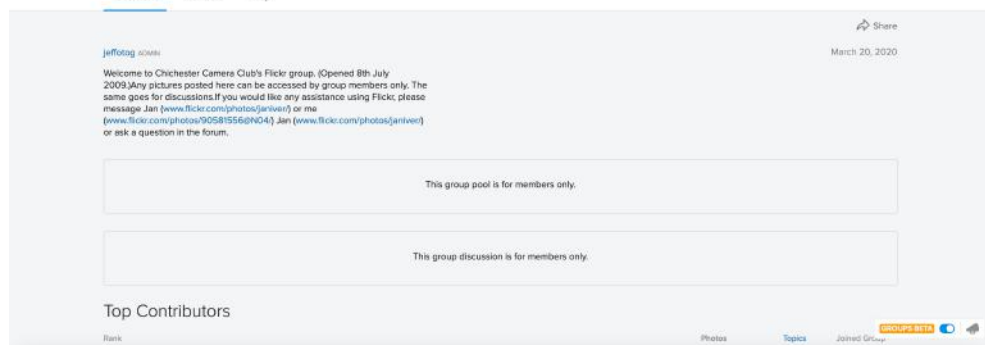 Share
jeffotog ADMIN
March 20, 2020
Welcome to Chichester Camera Club's Flickr group. (Opened 8th July
2009.)Any pictures posted here can be accessed by group members only. The
same goes for discussions.If you would like any assistance using Flickr, please
message Jan (www.flickr.com/photos/janiver/) or me
(www.flickr.com/photos/90581556@N04/) Jan (www.flickr.com/photos/janiver/)
or ask a question in the forum.
This group pool is for members only.
This group discussion is for members only.
Top Contributors
Rank
Photos
Topics
Joined Group
GROUPS BETA